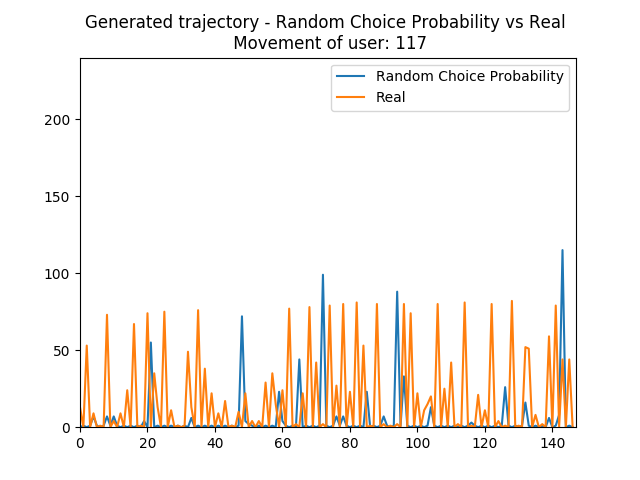 Generated trajectory - Random Choice Probability vs Real
Movement of user: 117
Random Choice Probability
Real
200
150
100
50
0
0 20 40 60 80 100 120 140